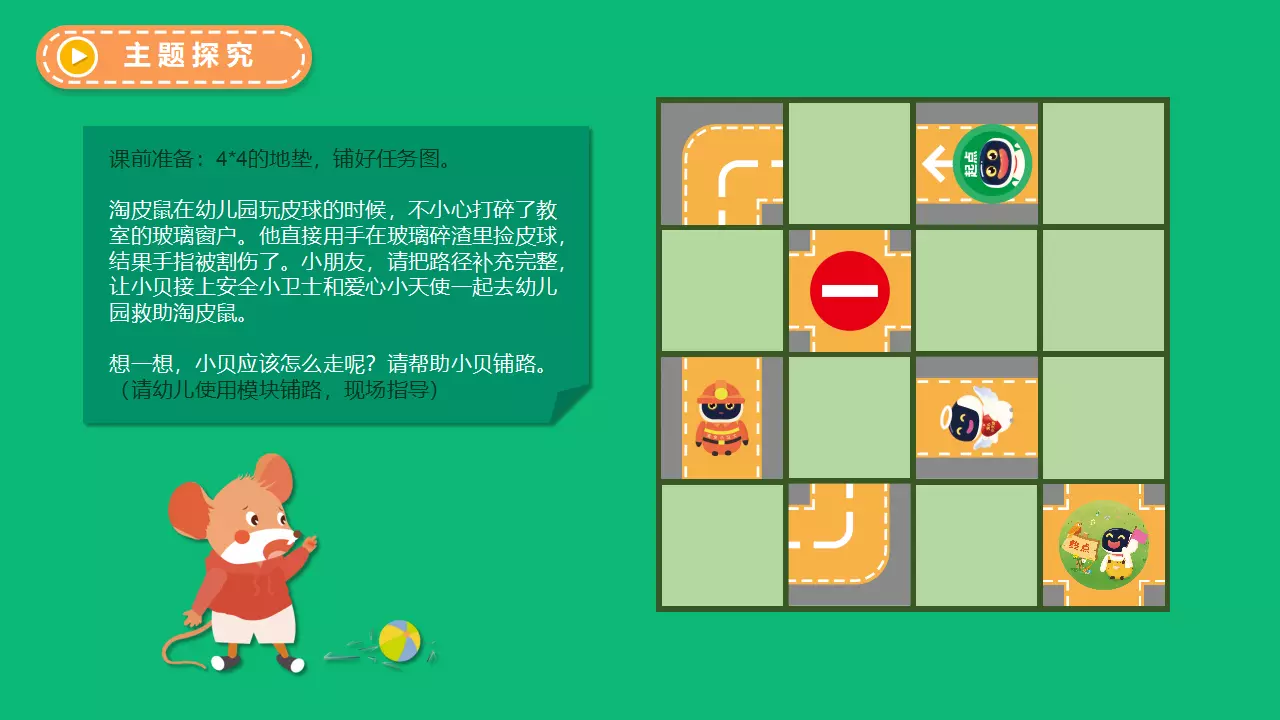 主题探究
课前准备：4*4的地垫，铺好任务图。
淘皮鼠在幼儿园玩皮球的时候，不小心打碎了教
室的玻璃窗户。他直接用手在玻璃碎渣里捡皮球，
结果手指被割伤了。小朋友，请把路径补充完整，
让小贝接上安全小卫士和爱心小天使一起去幼儿
园救助淘皮鼠。
想一想，小贝应该怎么走呢？请帮助小贝铺路。
（请幼儿使用模块铺路，现场指导）
起点
终点